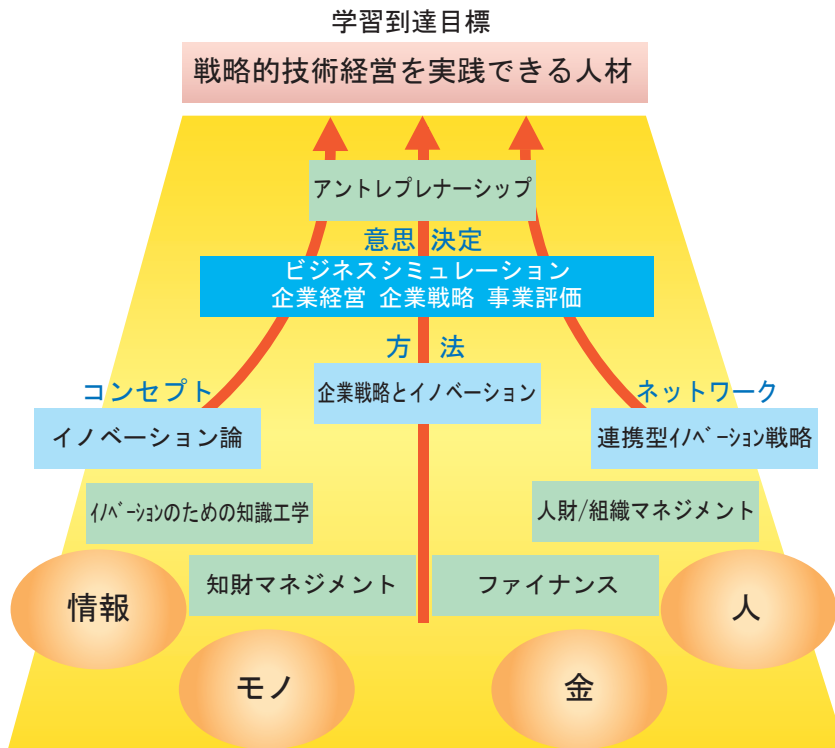 学習到達目標
戦略的技術経営を実践できる人材
アントレプレナーシップ
意思決定
ビジネスシミュレーション
企業経営 企業戦略 事業評価
方法
企業戦略とイノベーション
コンセプト
イノベーション論
ネットワーク
連携型イノベーション戦略
イノベーションのための知識工学
人財/組織マネジメント
知財マネジメント
ファイナンス
情報
人
モノ
金